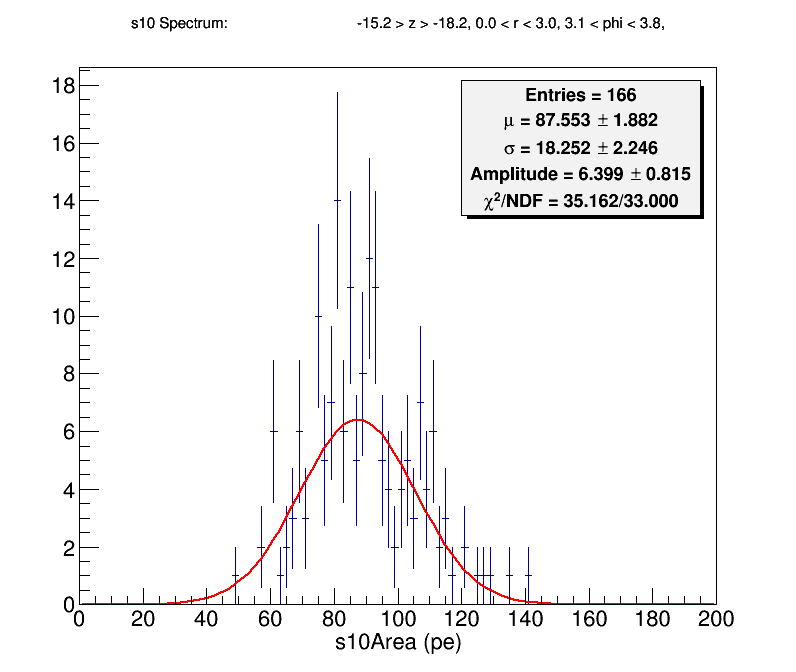 s10 Spectrum: -15.2 > z > -18.2, 0.0 < r < 3.0, 3.1 < phi < 3.8,
Entries = 166
μ = 87.553 ± 1.882
σ = 18.252 ± 2.246
Amplitude = 6.399 ± 0.815
χ²/NDF = 35.162/33.000
18
16
14
12
10
8
6
4
2
0
0 20 40 60 80 100 120 140 160 180 200
s10Area (pe)